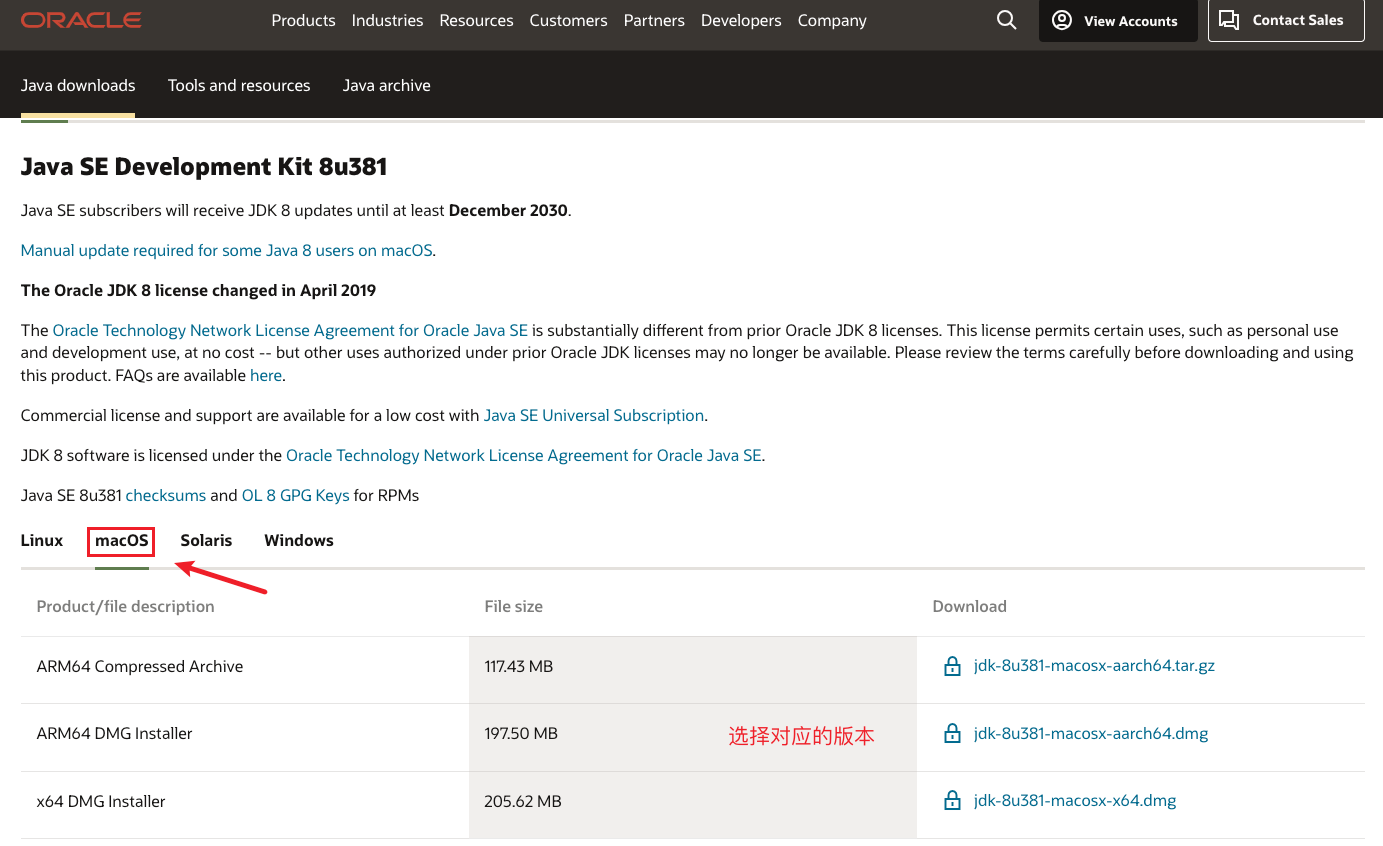 ORACLE
Products Industries Resources Customers Partners Developers Company
View Accounts
Contact Sales
Java downloads Tools and resources Java archive
Java SE Development Kit 8u381
Java SE subscribers will receive JDK 8 updates until at least December 2030.
Manual update required for some Java 8 users on macOS.
The Oracle JDK 8 license changed in April 2019
The Oracle Technology Network License Agreement for Oracle Java SE is substantially different from prior Oracle JDK 8 licenses. This license permits certain uses, such as personal use
and development use, at no cost -- but other uses authorized under prior Oracle JDK licenses may no longer be available. Please review the terms carefully before downloading and using
this product. FAQs are available here.
Commercial license and support are available for a low cost with Java SE Universal Subscription.
JDK 8 software is licensed under the Oracle Technology Network License Agreement for Oracle Java SE.
Java SE 8u381 checksums and OL 8 GPG Keys for RPMs
Linux macOS Solaris Windows
Product/file description File size Download
ARM64 Compressed Archive 117.43 MB jdk-8u381-macosx-aarch64.tar.gz
ARM64 DMG Installer 197.50 MB 选择对应的版本 jdk-8u381-macosx-aarch64.dmg
x64 DMG Installer 205.62 MB jdk-8u381-macosx-x64.dmg